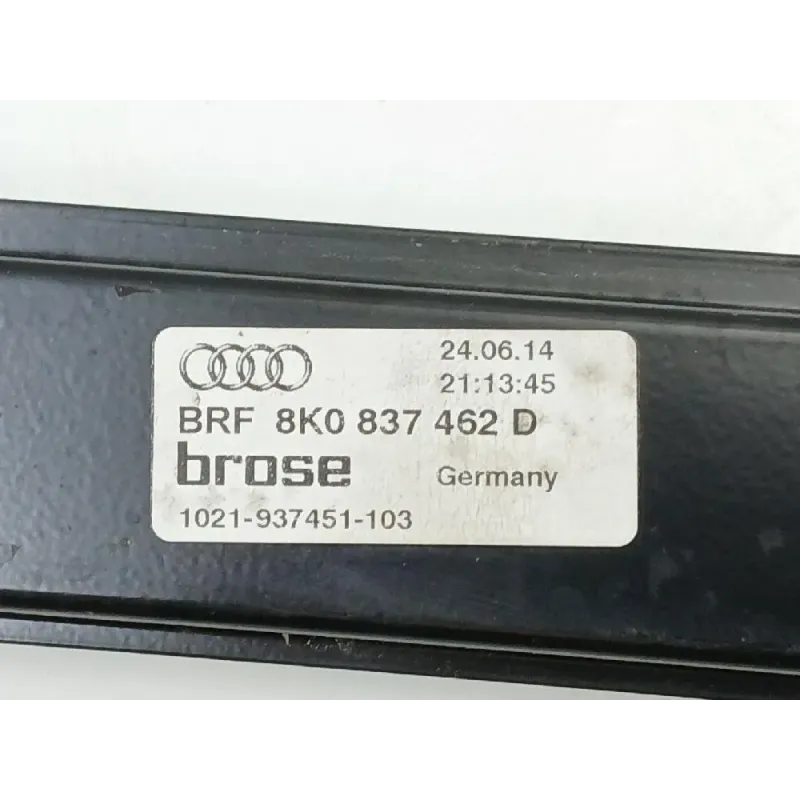 24.06.14
21:13:45
BRF 8K0 837 462 D
brose Germany
1021-937451-103